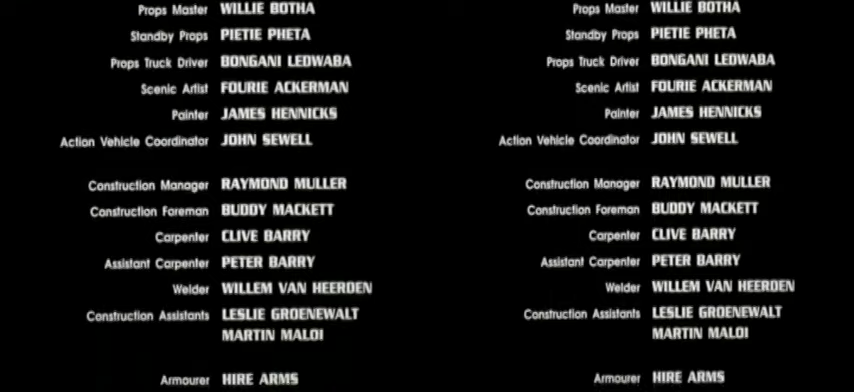 Props Master WILLIE BOTHA
Standby Props PIETIE PHETA
Props Truck Driver BONGANI LEDWABA
Scenic Artist FOURIE ACKERMAN
Painter JAMES HENNICKS
Action Vehicle Coordinator JOHN SEWELL
Construction Manager RAYMOND MULLER
Construction Foreman BUDDY MACKETT
Carpenter CLIVE BARRY
Assistant Carpenter PETER BARRY
Welder WILLEM VAN HEERDEN
Construction Assistants LESLIE GROENEWALT
MARTIN MALOI
Armourer HIRE ARMS
Props Master WILLIE BOTHA
Standby Props PIETIE PHETA
Props Truck Driver BONGANI LEDWABA
Scenic Artist FOURIE ACKERMAN
Painter JAMES HENNICKS
Action Vehicle Coordinator JOHN SEWELL
Construction Manager RAYMOND MULLER
Construction Foreman BUDDY MACKETT
Carpenter CLIVE BARRY
Assistant Carpenter PETER BARRY
Welder WILLEM VAN HEERDEN
Construction Assistants LESLIE GROENEWALT
MARTIN MALOI
Armourer HIRE ARMS